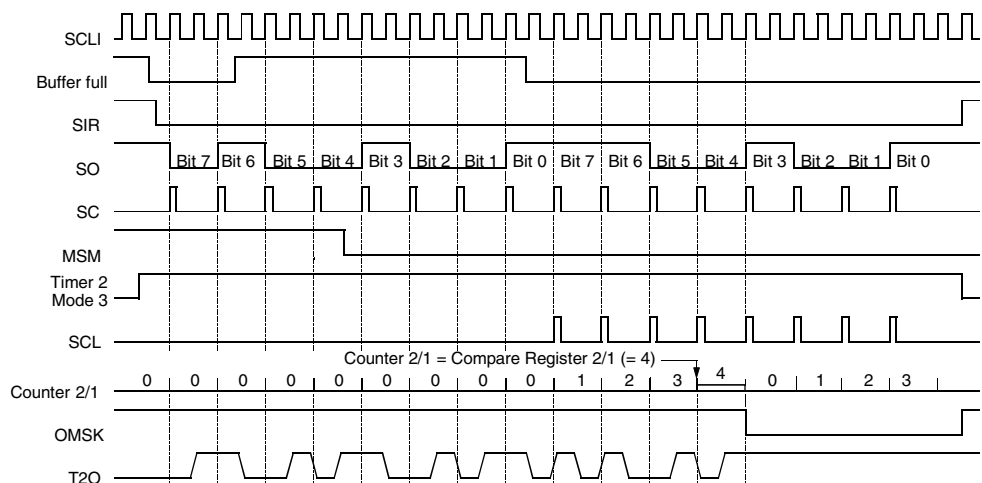 SCLI
Buffer full
SIR
SO Bit 7 Bit 6 Bit 5 Bit 4 Bit 3 Bit 2 Bit 1 Bit 0 Bit 7 Bit 6 Bit 5 Bit 4 Bit 3 Bit 2 Bit 1 Bit 0
SC
MSM
Timer 2
Mode 3
SCL
Counter 2/1 = Compare Register 2/1 (= 4)
Counter 2/1 0 0 0 0 0 0 0 0 0 1 2 3 4 0 1 2 3
OMSK
T2O